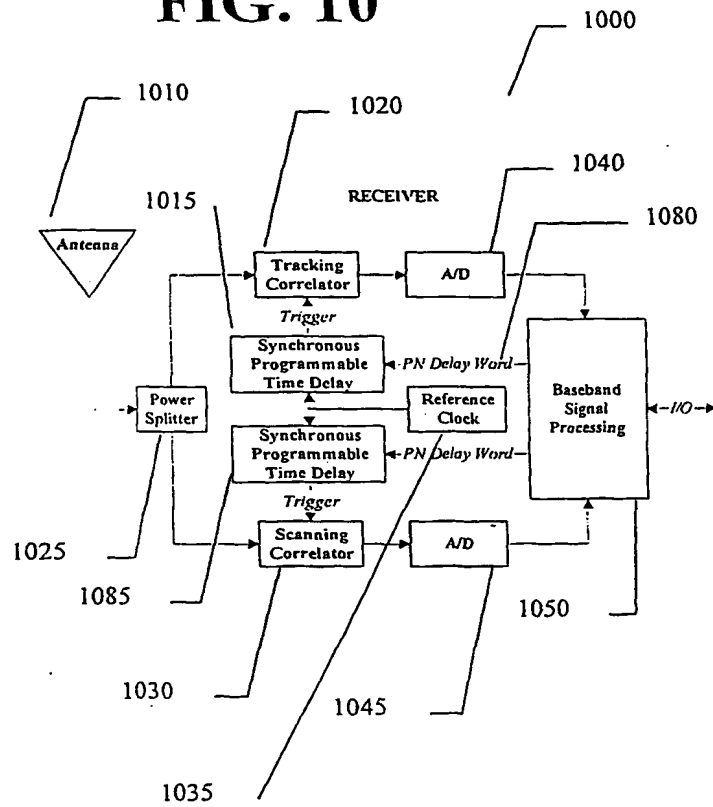 FIG. 10
1000
1010
1020
1040
1015
RECEIVER
1080
Antenna
Tracking
Correlator
A/D
Trigger
Synchronous
Programmable
Time Delay
PN Delay Word
Baseband
Signal
Processing
Power
Splitter
Reference
Clock
I/O
Synchronous
Programmable
Time Delay
PN Delay Word
Trigger
Scanning
Correlator
A/D
1025
1085
1050
1030
1045
1035